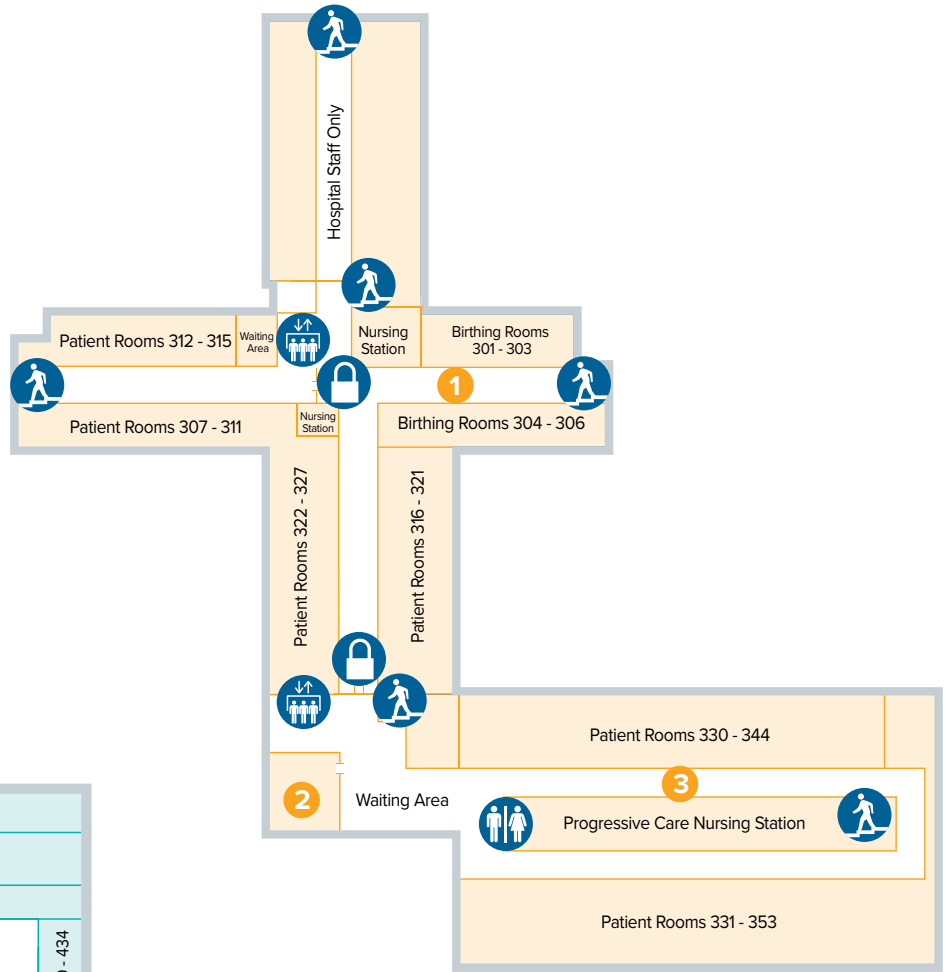 Hospital Staff Only
Patient Rooms 312 - 315
Waiting
Area
Nursing
Station
Birthing Rooms
301 - 303
1
Patient Rooms 307 - 311
Nursing
Station
Birthing Rooms 304 - 306
Patient Rooms 322 - 327
Patient Rooms 316 - 321
Patient Rooms 330 - 344
3
2
Waiting Area
Progressive Care Nursing Station
Patient Rooms 331 - 353
- 434